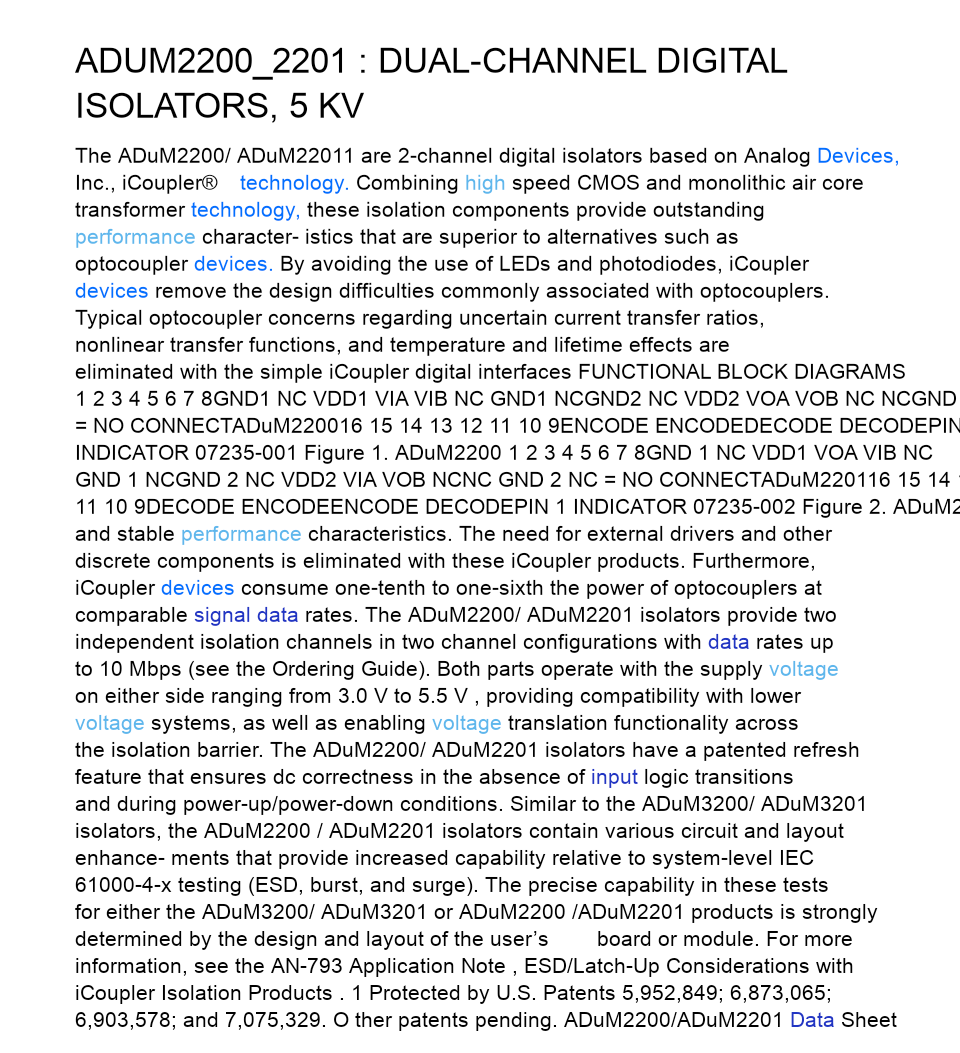 ADUM2200_2201 : DUAL-CHANNEL DIGITAL
ISOLATORS, 5 KV
The ADuM2200/ ADuM22011 are 2-channel digital isolators based on Analog Devices,
Inc., iCoupler® technology. Combining high speed CMOS and monolithic air core
transformer technology, these isolation components provide outstanding
performance character- istics that are superior to alternatives such as
optocoupler devices. By avoiding the use of LEDs and photodiodes, iCoupler
devices remove the design difficulties commonly associated with optocouplers.
Typical optocoupler concerns regarding uncertain current transfer ratios,
nonlinear transfer functions, and temperature and lifetime effects are
eliminated with the simple iCoupler digital interfaces FUNCTIONAL BLOCK DIAGRAMS
1 2 3 4 5 6 7 8GND1 NC VDD1 VIA VIB NC GND1 NCGND2 NC VDD2 VOA VOB NC NCGND
= NO CONNECTADuM220016 15 14 13 12 11 10 9ENCODE ENCODEDECODE DECODEPIN
INDICATOR 07235-001 Figure 1. ADuM2200 1 2 3 4 5 6 7 8GND 1 NC VDD1 VOA VIB NC
GND 1 NCGND 2 NC VDD2 VIA VOB NCNC GND 2 NC = NO CONNECTADuM220116 15 14
11 10 9DECODE ENCODEENCODE DECODEPIN 1 INDICATOR 07235-002 Figure 2. ADuM2
and stable performance characteristics. The need for external drivers and other
discrete components is eliminated with these iCoupler products. Furthermore,
iCoupler devices consume one-tenth to one-sixth the power of optocouplers at
comparable signal data rates. The ADuM2200/ ADuM2201 isolators provide two
independent isolation channels in two channel configurations with data rates up
to 10 Mbps (see the Ordering Guide). Both parts operate with the supply voltage
on either side ranging from 3.0 V to 5.5 V , providing compatibility with lower
voltage systems, as well as enabling voltage translation functionality across
the isolation barrier. The ADuM2200/ ADuM2201 isolators have a patented refresh
feature that ensures dc correctness in the absence of input logic transitions
and during power-up/power-down conditions. Similar to the ADuM3200/ ADuM3201
isolators, the ADuM2200 / ADuM2201 isolators contain various circuit and layout
enhance- ments that provide increased capability relative to system-level IEC
61000-4-x testing (ESD, burst, and surge). The precise capability in these tests
for either the ADuM3200/ ADuM3201 or ADuM2200 /ADuM2201 products is strongly
determined by the design and layout of the user’s board or module. For more
information, see the AN-793 Application Note , ESD/Latch-Up Considerations with
iCoupler Isolation Products . 1 Protected by U.S. Patents 5,952,849; 6,873,065;
6,903,578; and 7,075,329. O ther patents pending. ADuM2200/ADuM2201 Data Sheet